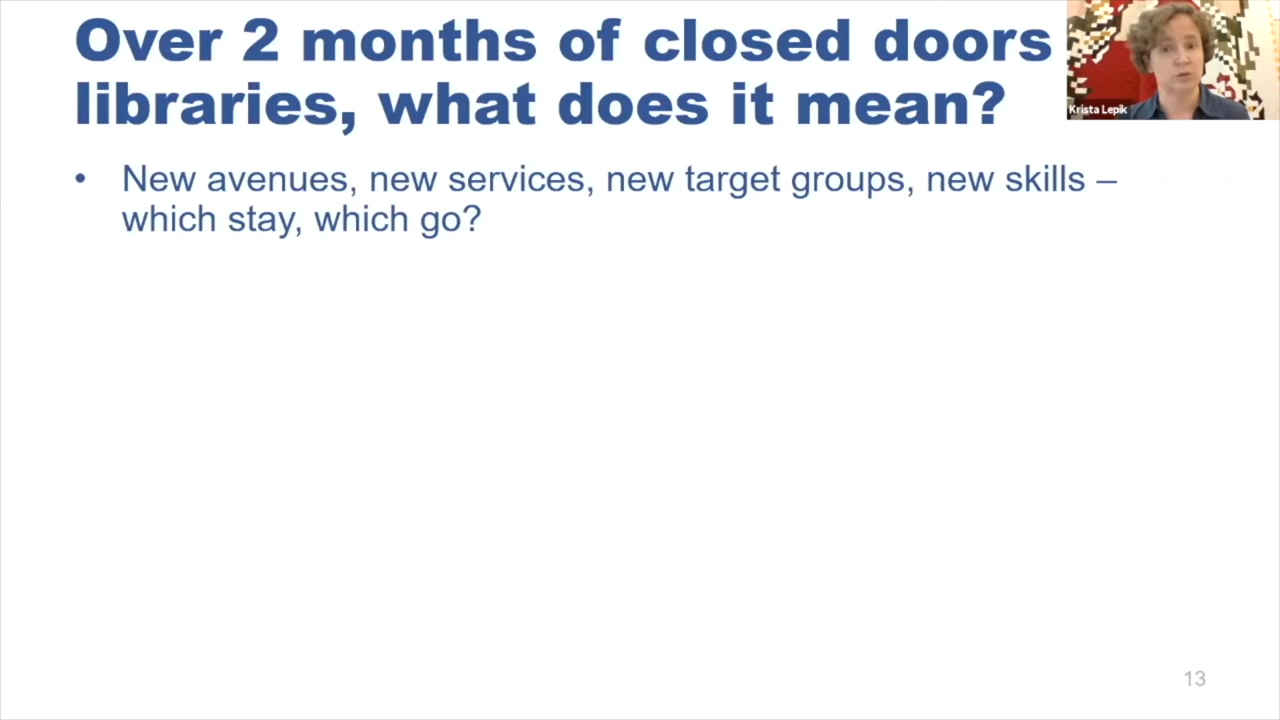 Over 2 months of closed doors
libraries, what does it mean?
Krista Lepik
• New avenues, new services, new target groups, new skills –
which stay, which go?
13